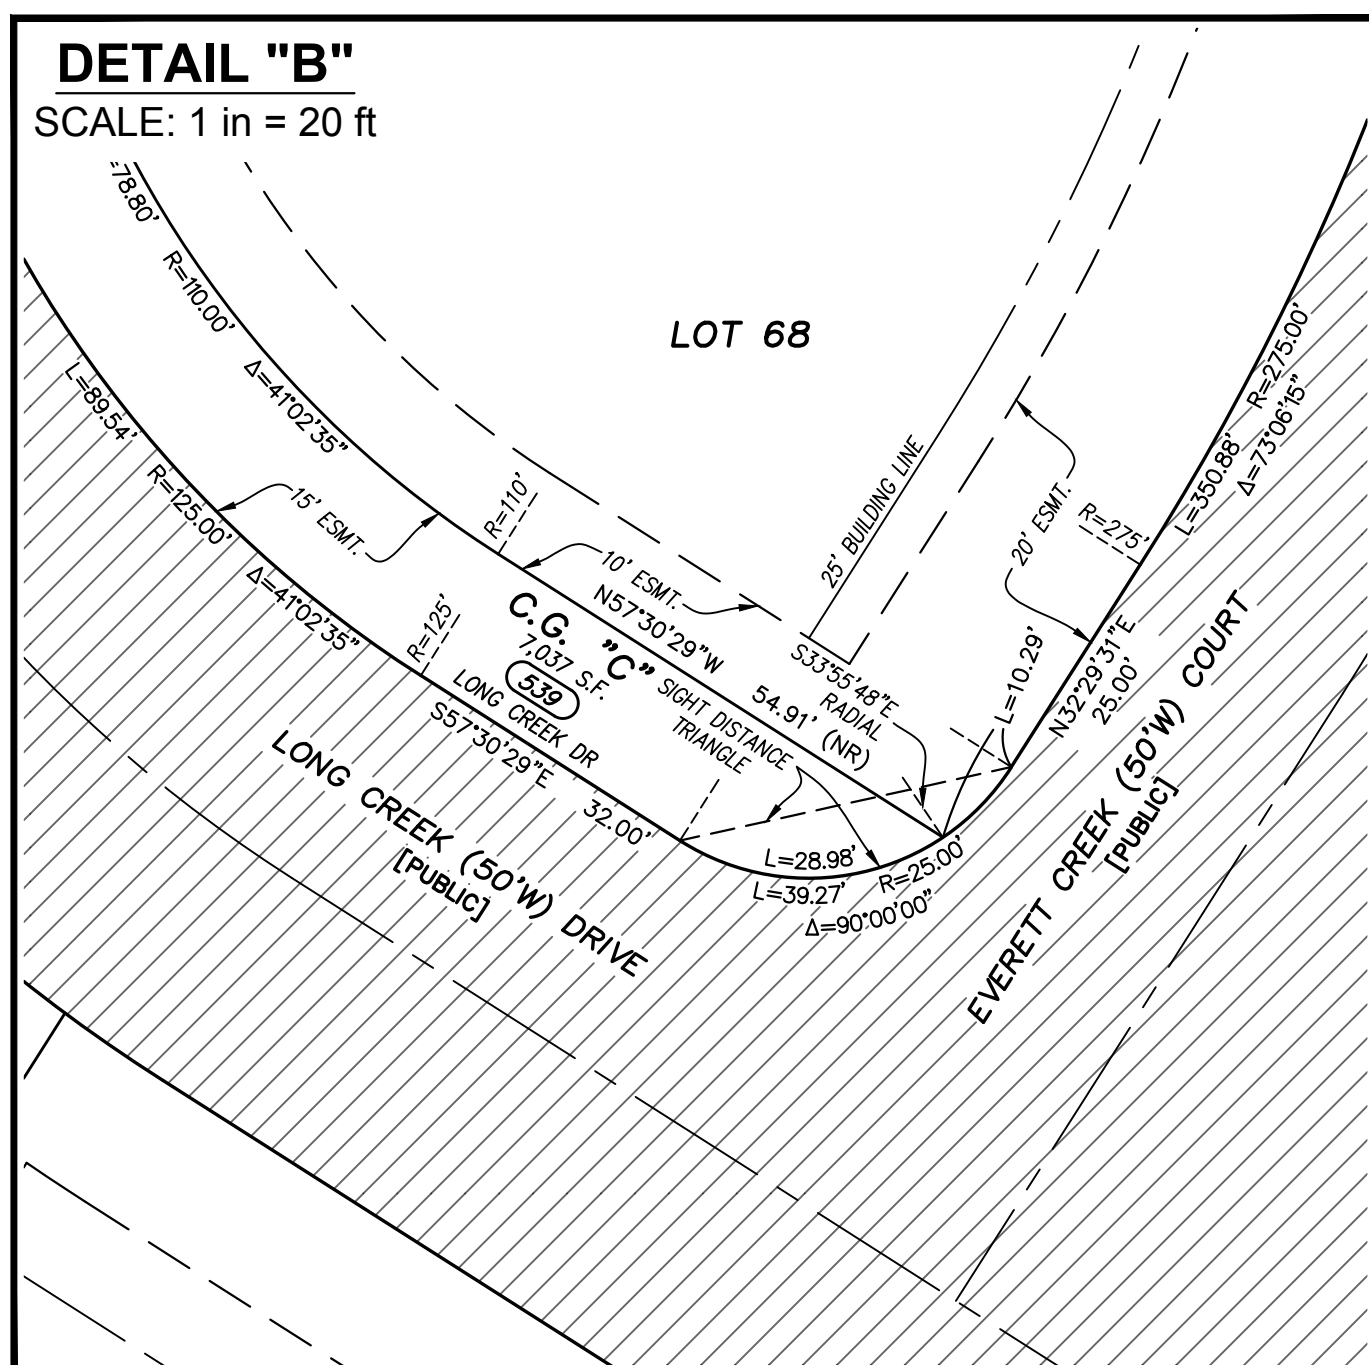 DETAIL "B"
SCALE: 1 in = 20 ft
=78.80'
R=110.00'
Δ=41°02'35"
LOT 68
L=89.54'
R=125.00'
Δ=41°02'35"
15' ESMT.
R=110'
R=125'
10' ESMT.
N57°30'29"W
54.91' (NR)
C.G. "C"
7,037 S.F.
539
LONG CREEK DR
S57°30'29"E
32.00'
SIGHT DISTANCE
TRIANGLE
25' BUILDING LINE
20' ESMT.
R=275'
R=275.00'
L=350.88'
Δ=73°06'15"
S33°55'48"E
RADIAL
L=10.29'
N32°29'31"E
25.00'
L=28.98'
L=39.27'
R=25.00'
Δ=90°00'00"
LONG CREEK (50'W) DRIVE
[PUBLIC]
EVERETT CREEK (50'W) COURT
[PUBLIC]